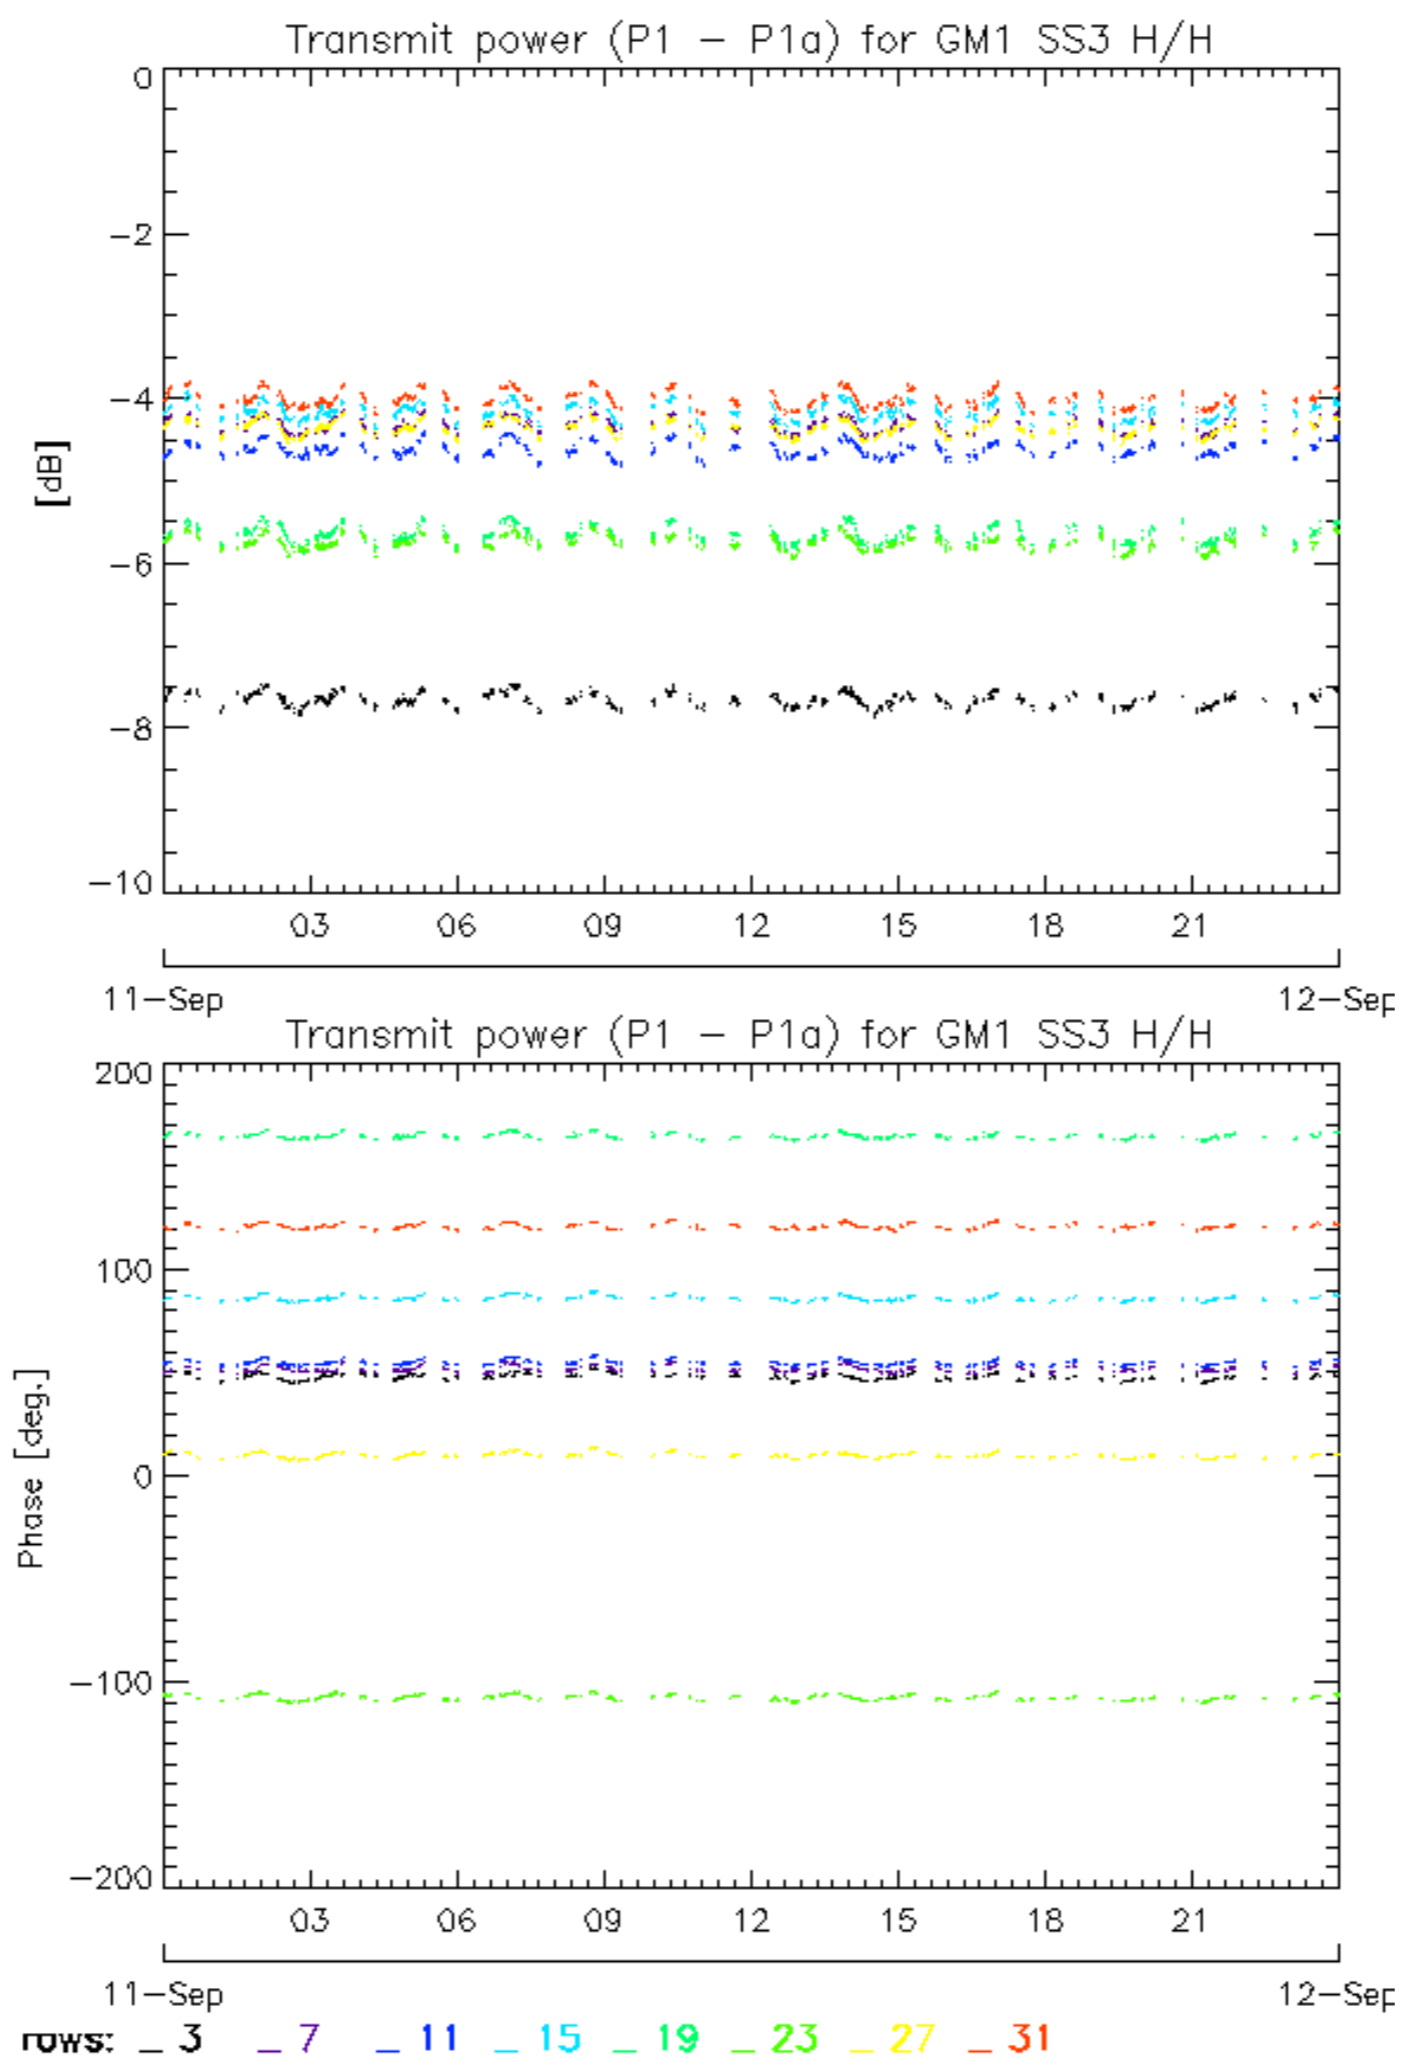 Transmit power (P1 - P1a) for GM1 SS3 H/H
0
-2
-4
[dB]
-6
-8
-10
03 06 09 12 15 18 21
11-Sep 12-Sep
Transmit power (P1 - P1a) for GM1 SS3 H/H
200
100
Phase [deg.]
0
-100
-200
03 06 09 12 15 18 21
11-Sep 12-Sep
rows: _ 3 _ 7 _ 11 _ 15 _ 19 _ 23 _ 27 _ 31